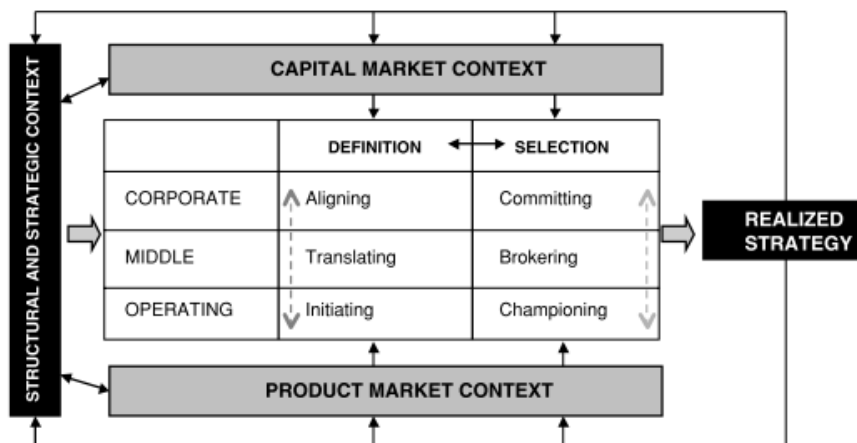 STRUCTURAL AND STRATEGIC CONTEXT
CAPITAL MARKET CONTEXT
DEFINITION
SELECTION
CORPORATE
Aligning
Committing
MIDDLE
Translating
Brokering
OPERATING
Initiating
Championing
REALIZED
STRATEGY
PRODUCT MARKET CONTEXT